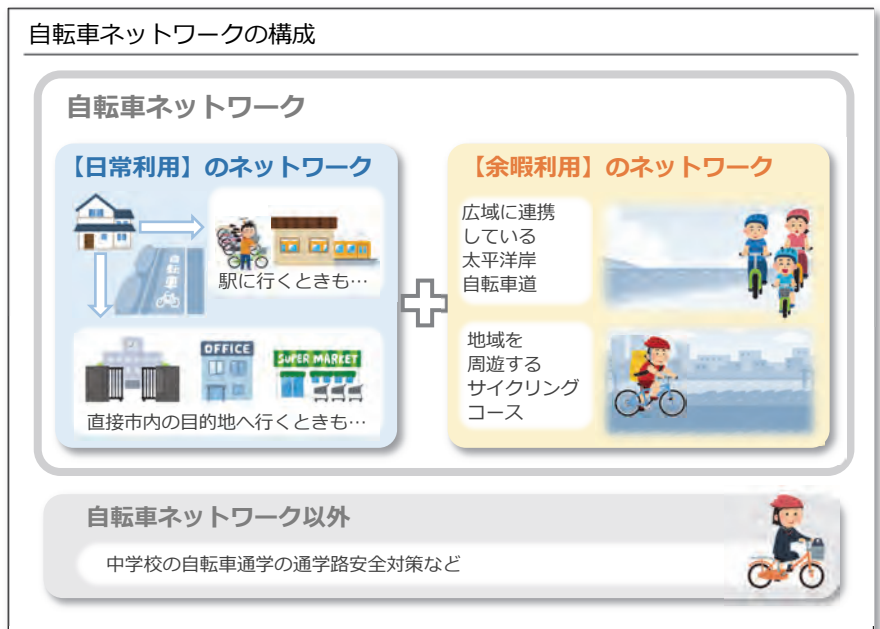 自転車ネットワークの構成
自転車ネットワーク
【日常利用】のネットワーク
自転車
駅に行くときも…
OFFICE
SUPER MARKET
直接市内の目的地へ行くときも…
【余暇利用】のネットワーク
広域に連携
している
太平洋岸
自転車道
地域を
周遊する
サイクリング
コース
自転車ネットワーク以外
中学校の自転車通学の通学路安全対策など